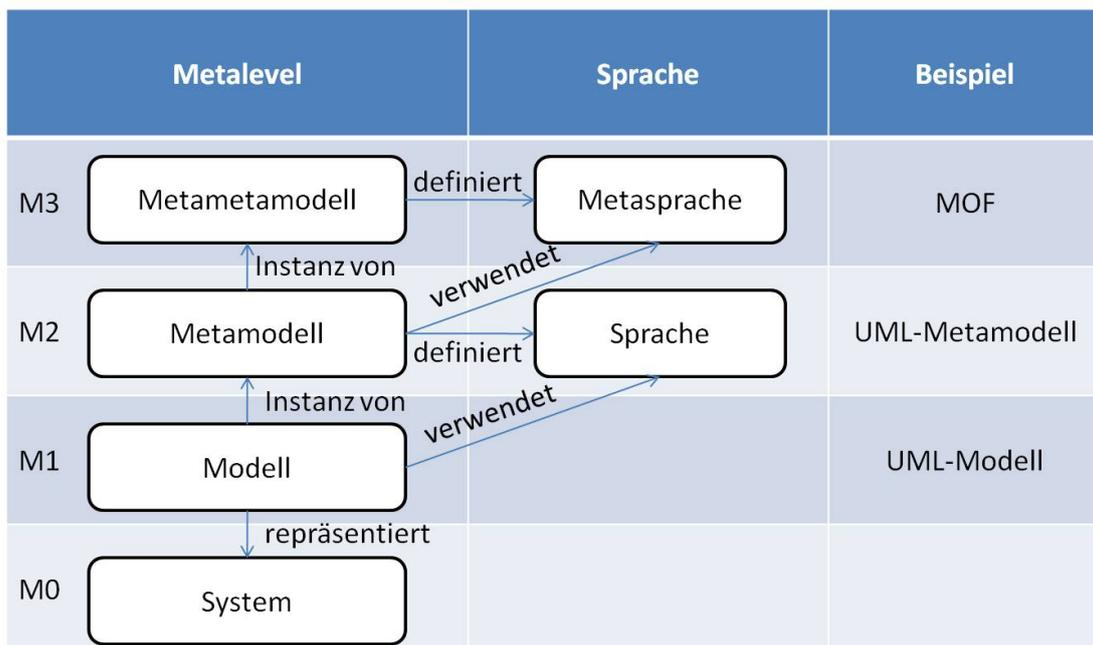 Metalevel
Sprache
Beispiel
M3
Metametamodell
definiert
Metasprache
MOF
Instanz von
verwendet
M2
Metamodell
definiert
Sprache
UML-Metamodell
Instanz von
verwendet
M1
Modell
UML-Modell
repräsentiert
M0
System